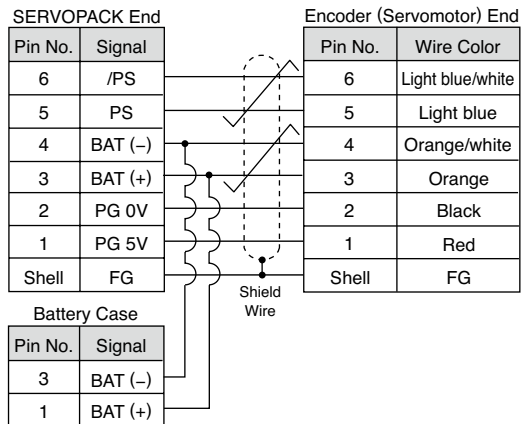 SERVOPACK End
Encoder (Servomotor) End
Pin No. Signal
Pin No. Wire Color
6 /PS
6 Light blue/white
5 PS
5 Light blue
4 BAT (−)
4 Orange/white
3 BAT (+)
3 Orange
2 PG 0V
2 Black
1 PG 5V
1 Red
Shell FG
Shell FG
Shield
Wire
Battery Case
Pin No. Signal
3 BAT (−)
1 BAT (+)